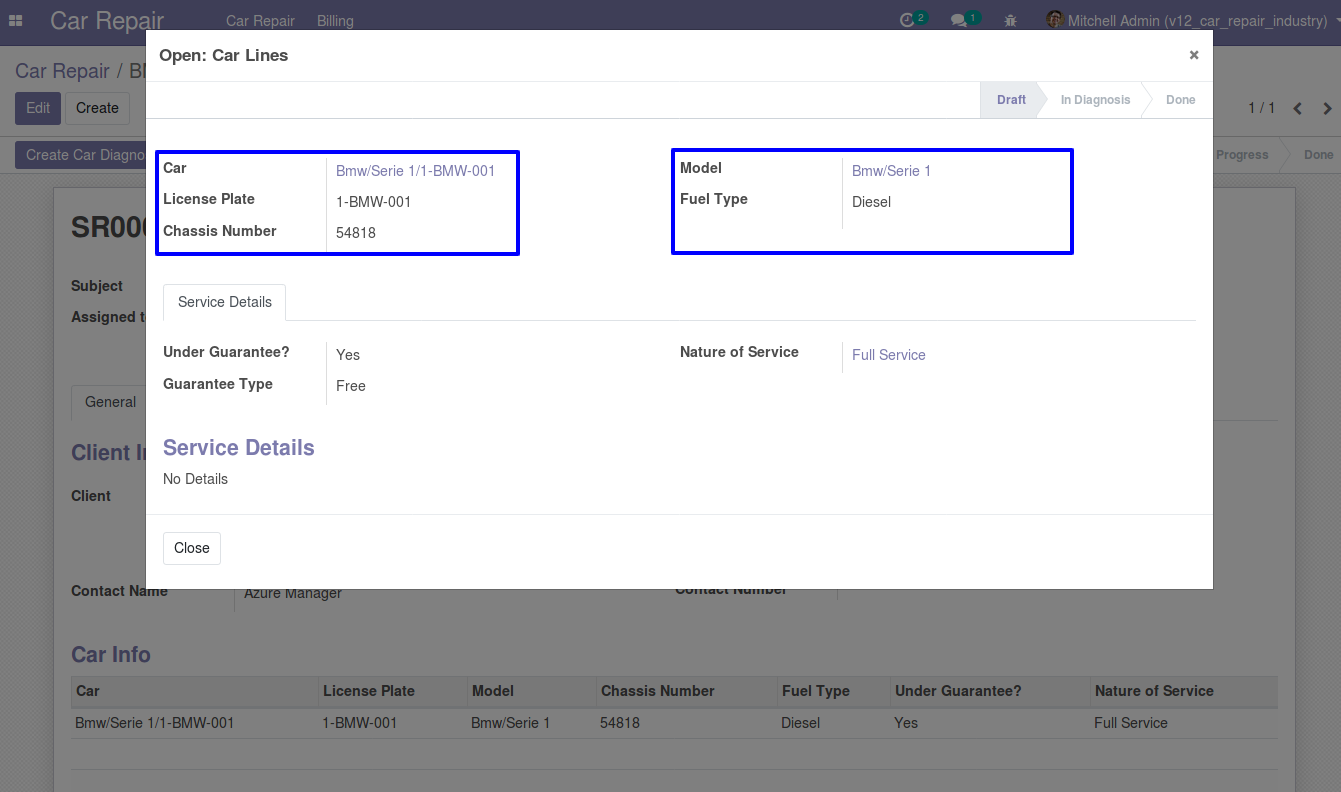 Car Repair Car Repair Billing 2 1 Mitchell Admin (v12_car_repair_industry)
Open: Car Lines ×
Car Repair /
Edit Create
Draft In Diagnosis Done
1 / 1
Create Car Progress Done
Car Bmw/Serie 1/1-BMW-001 Model Bmw/Serie 1
License Plate 1-BMW-001 Fuel Type Diesel
Chassis Number 54818
Subject
Assigned
Service Details
Under Guarantee? Yes Nature of Service Full Service
Guarantee Type Free
General
Service Details
No Details
Client
Client
Close
Contact Name Azure Manager Contact Number
Car Info
Car License Plate Model Chassis Number Fuel Type Under Guarantee? Nature of Service
Bmw/Serie 1/1-BMW-001 1-BMW-001 Bmw/Serie 1 54818 Diesel Yes Full Service